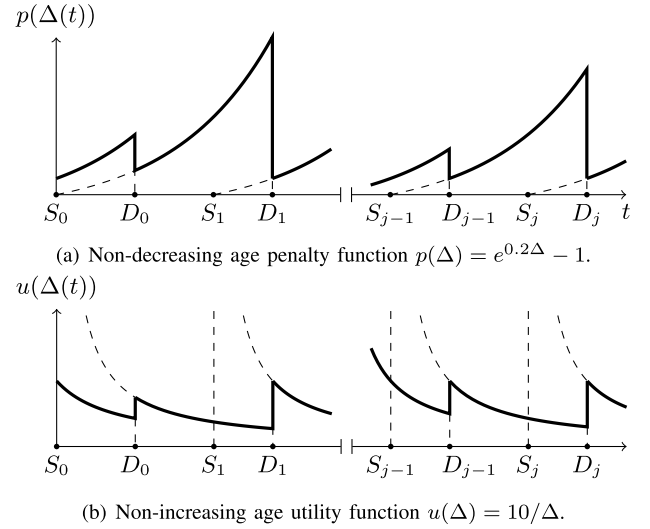 p(Δ(t))
S₀ D₀ S₁ D₁ Sⱼ₋₁ Dⱼ₋₁ Sⱼ Dⱼ t
(a) Non-decreasing age penalty function p(Δ) = e^{0.2Δ} − 1.
u(Δ(t))
S₀ D₀ S₁ D₁ Sⱼ₋₁ Dⱼ₋₁ Sⱼ Dⱼ
(b) Non-increasing age utility function u(Δ) = 10/Δ.